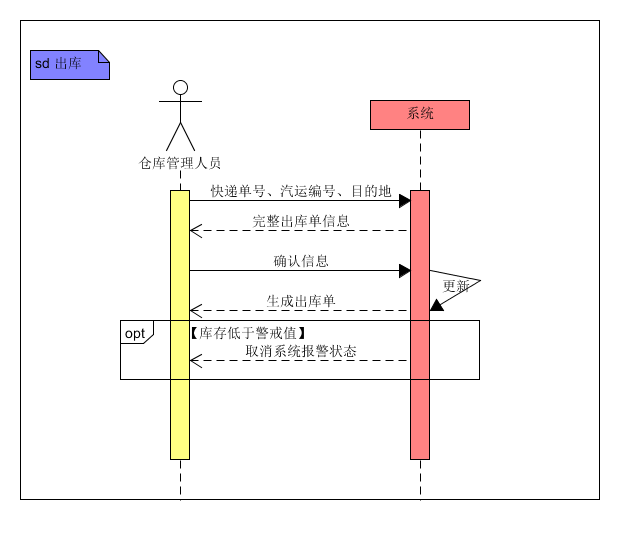 sd 出库
系统
仓库管理人员
快递单号、汽运编号、目的地
完整出库单信息
确认信息
更新
生成出库单
opt
【库存低于警戒值】
取消系统报警状态